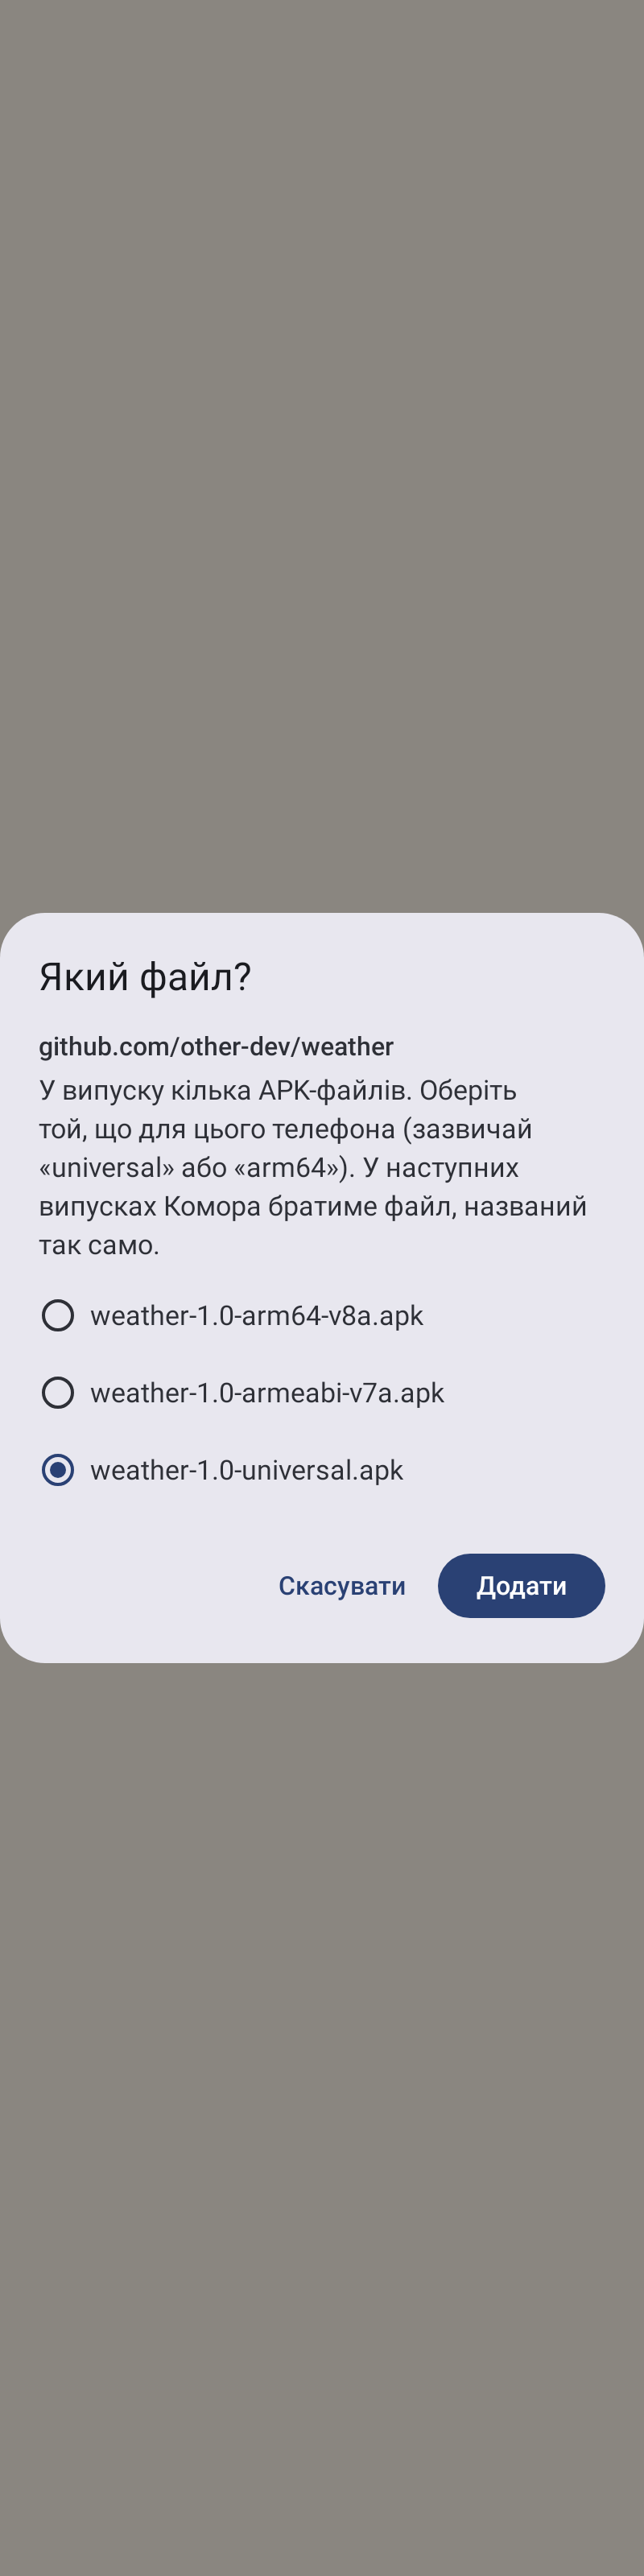 Який файл?
github.com/other-dev/weather
У випуску кілька APK-файлів. Оберіть
той, що для цього телефона (зазвичай
«universal» або «arm64»). У наступних
випусках Комора братиме файл, названий
так само.
weather-1.0-arm64-v8a.apk
weather-1.0-armeabi-v7a.apk
weather-1.0-universal.apk
Скасувати Додати